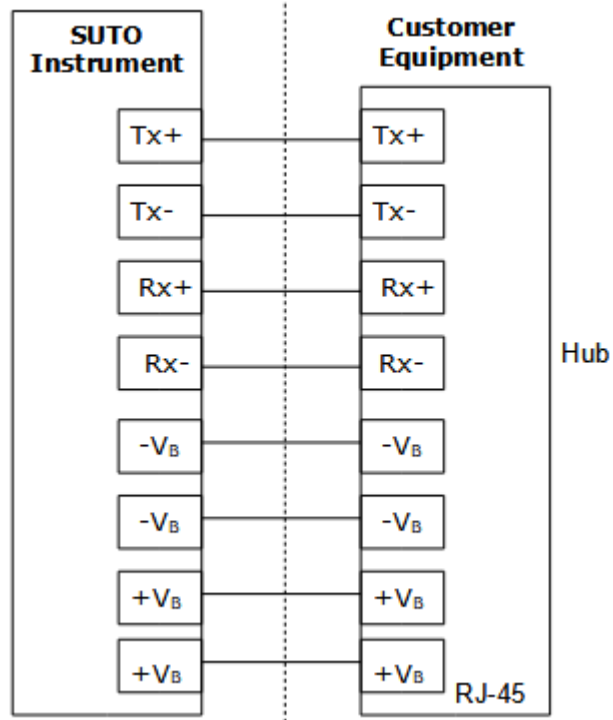 SUTO
Instrument
Customer
Equipment
Tx+ Tx+
Tx- Tx-
Rx+ Rx+
Rx- Rx-
Hub
-VB -VB
-VB -VB
+VB +VB
+VB +VB
RJ-45